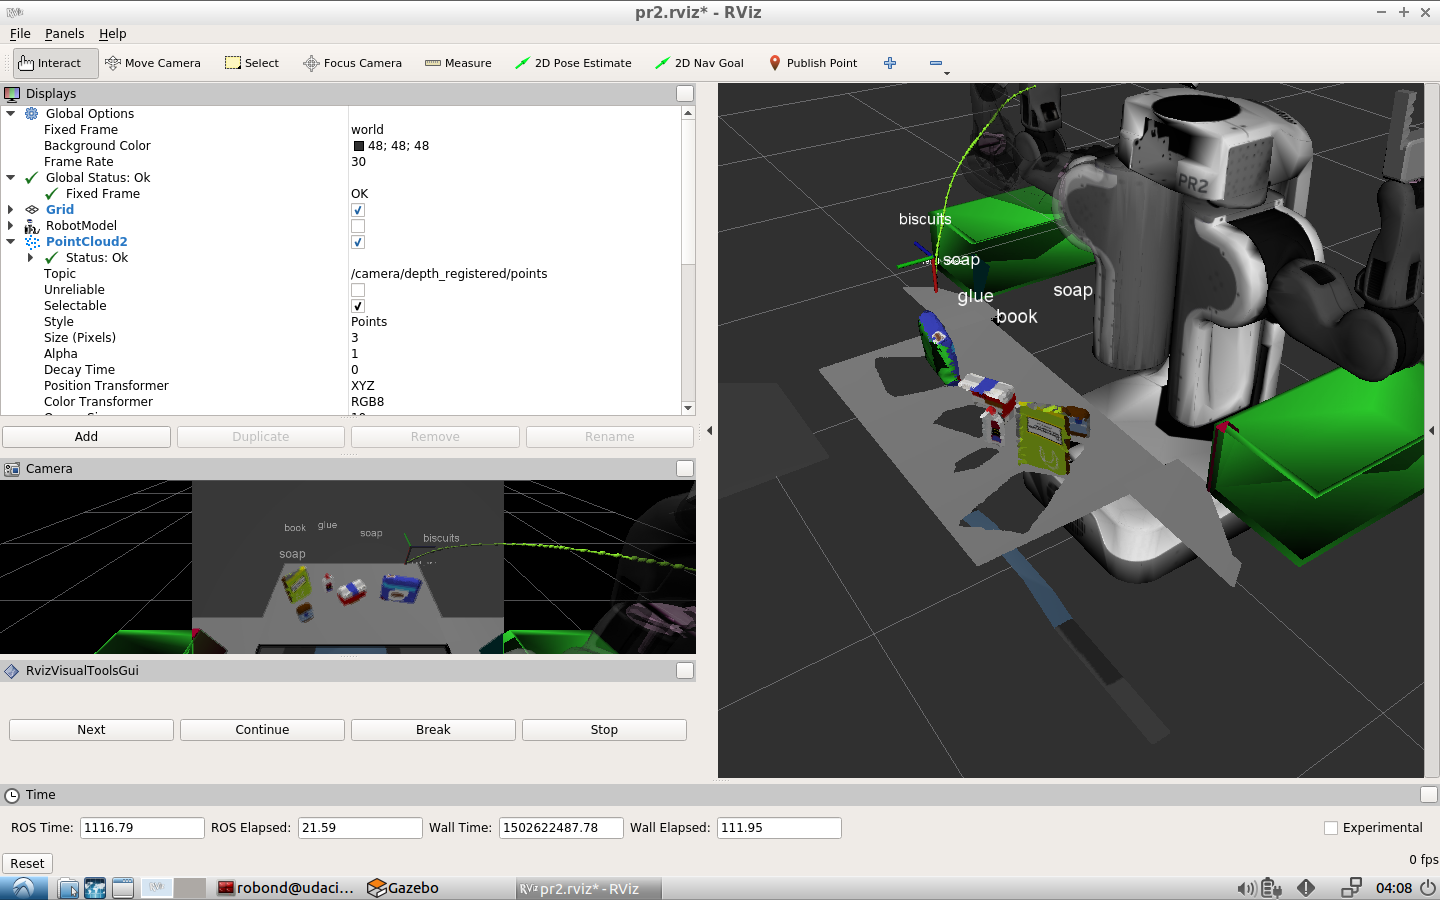 pr2.rviz* - RViz
File Panels Help
Interact Move Camera Select Focus Camera Measure 2D Pose Estimate 2D Nav Goal Publish Point
Displays
Global Options
Fixed Frame world
Background Color 48; 48; 48
Frame Rate 30
Global Status: Ok
Fixed Frame OK
Grid
RobotModel
PointCloud2
Status: Ok
Topic /camera/depth_registered/points
Unreliable
Selectable
Style Points
Size (Pixels) 3
Alpha 1
Decay Time 0
Position Transformer XYZ
Color Transformer RGB8
Add Duplicate Remove Rename
Camera
book glue soap biscuits
soap
RvizVisualToolsGui
Next Continue Break Stop
PR2
biscuits
soap
glue soap
book
Time
ROS Time: 1116.79 ROS Elapsed: 21.59 Wall Time: 1502622487.78 Wall Elapsed: 111.95 Experimental
Reset 0 fps
robond@udaci... Gazebo pr2.rviz* - RViz 04:08